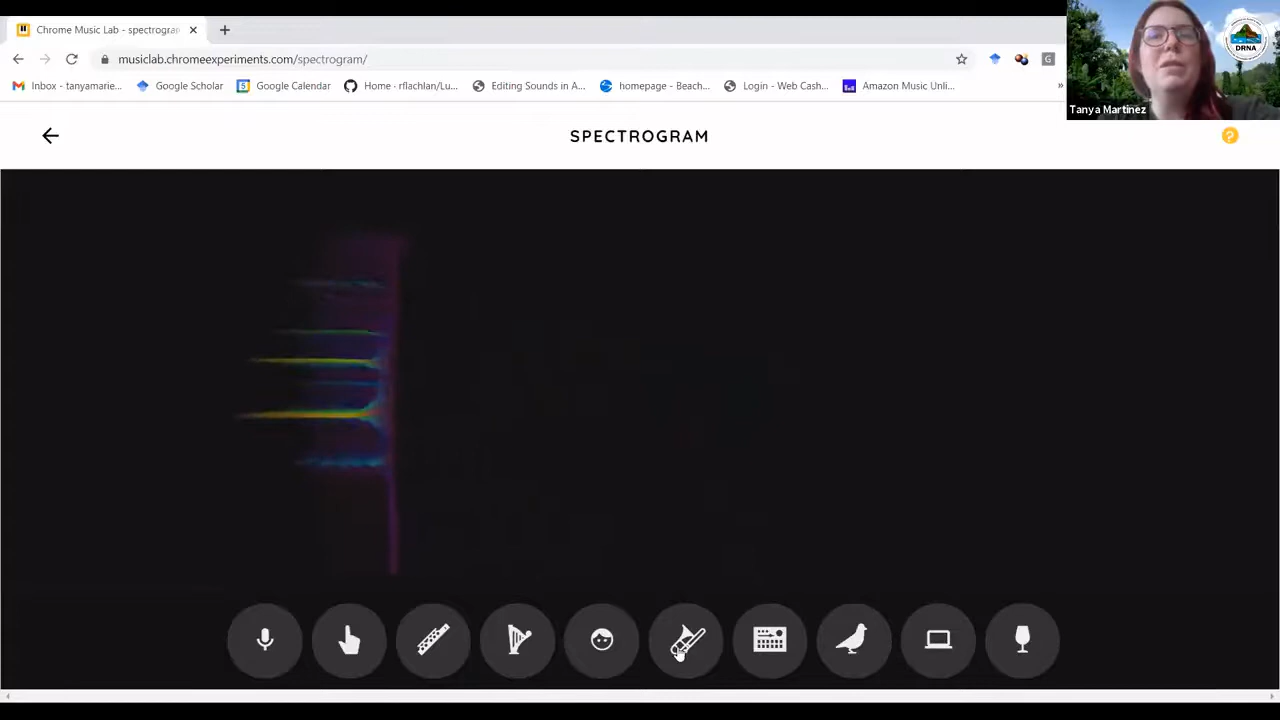 Chrome Music Lab - spectrogra
musiclab.chromeexperiments.com/spectrogram/
G
Inbox - tanyamarie...
Google Scholar
Google Calendar
Home · rflachlan/Lu...
Editing Sounds in A...
homepage - Beach...
Login - Web Cash...
Amazon Music Unli...
»
DRNA
Tanya Martinez
SPECTROGRAM
?